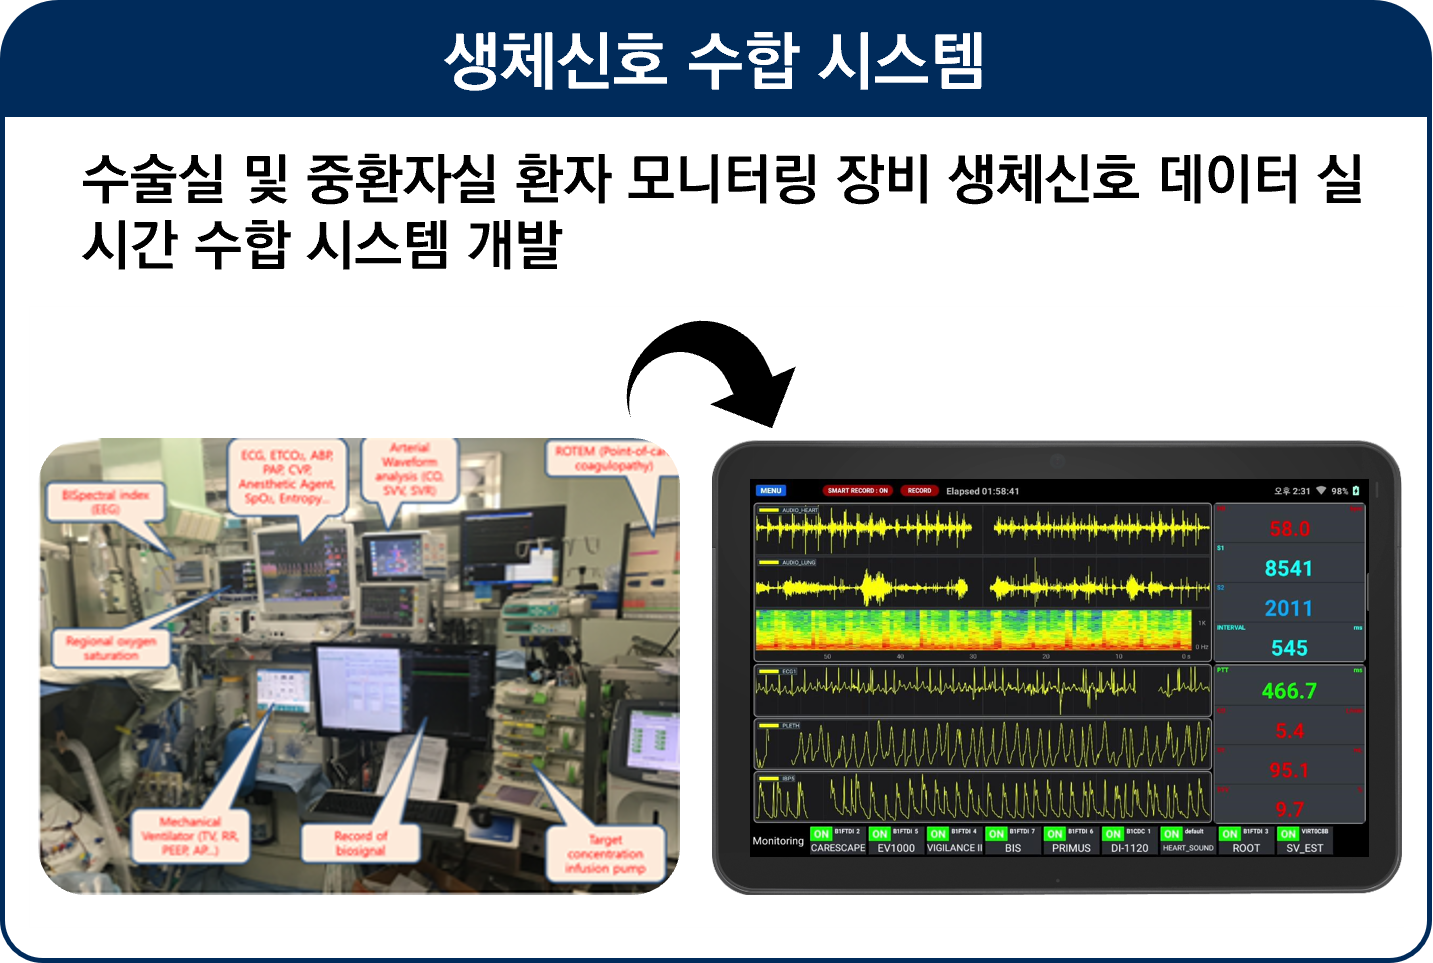 생체신호 수합 시스템
수술실 및 중환자실 환자 모니터링 장비 생체신호 데이터 실
시간 수합 시스템 개발
BISpectral index
(EEG)
ECG, ETCO₂, ABP,
PAP, CVP,
Anesthetic Agent,
SpO₂, Entropy...
Arterial
Waveform
analysis (CO,
SVV, SVR)
ROTEM (Point-of-car
coagulopathy)
Regional oxygen
saturation
Mechanical
Ventilator (TV, RR,
PEEP, AP...)
Record of
biosignal
Target
concentration
infusion pump
MENU SMART RECORD : ON RECORD Elapsed 01:58:41 오후 2:31 98%
AUDIO_HEART
58.0
S1
8541
AUDIO_LUNG
S2
2011
1K
INTERVAL ms
545
0 Hz
50 40 30 20 10 0 s
ECG1
PTT ms
466.7
PLETH
5.4
95.1
IBP5
9.7
Monitoring
ON B1FTDI 2 CARESCAPE
ON B1FTDI 5 EV1000
ON B1FTDI 4 VIGILANCE II
ON B1FTDI 7 BIS
ON B1FTDI 6 PRIMUS
ON B1CDC 1 DI-1120
ON default HEART_SOUND
ON B1FTDI 3 ROOT
ON VIRT0C8B SV_EST